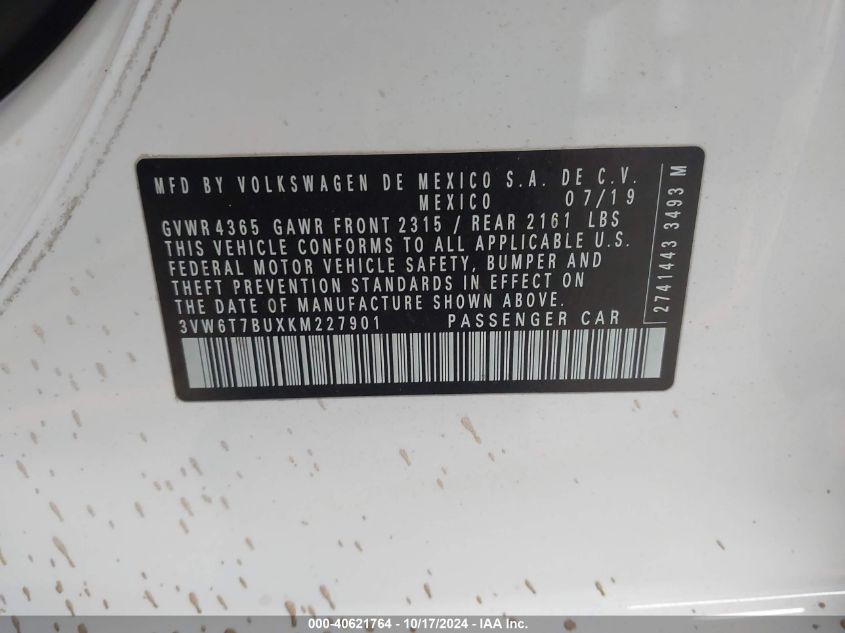 MFD BY VOLKSWAGEN DE MEXICO S.A. DE C.V.
MEXICO 07/19
GVWR 4365 GAWR FRONT 2315 / REAR 2161 LBS
THIS VEHICLE CONFORMS TO ALL APPLICABLE U.S.
FEDERAL MOTOR VEHICLE SAFETY, BUMPER AND
THEFT PREVENTION STANDARDS IN EFFECT ON
THE DATE OF MANUFACTURE SHOWN ABOVE.
3VW6T7BUXKM227901 PASSENGER CAR
2741443 3493 M
000-40621764 - 10/17/2024 - IAA Inc.